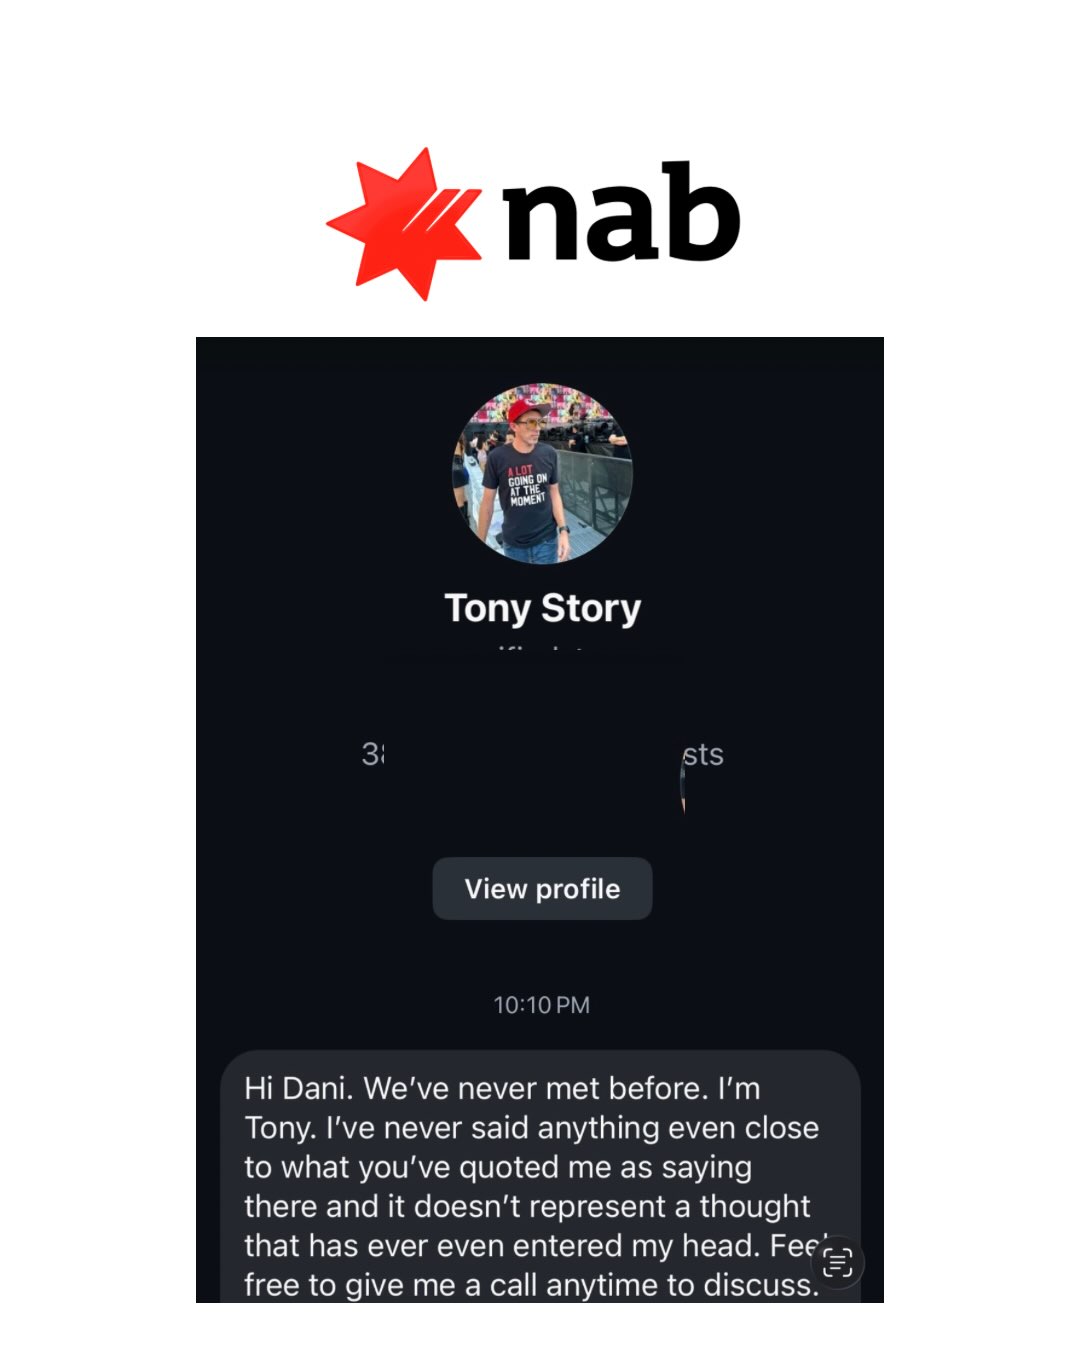 nab
A LOT
GOING ON
AT THE
MOMENT
Tony Story
sts
View profile
10:10 PM
Hi Dani. We’ve never met before. I’m
Tony. I’ve never said anything even close
to what you’ve quoted me as saying
there and it doesn’t represent a thought
that has ever even entered my head. Feel
free to give me a call anytime to discuss.